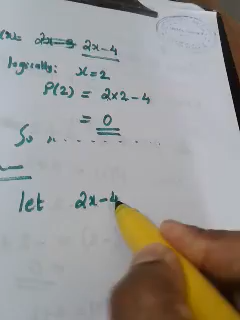 (x)= 2x-4
logically: x=2
P(2) = 2x2-4
= 0
So
let 2x-4